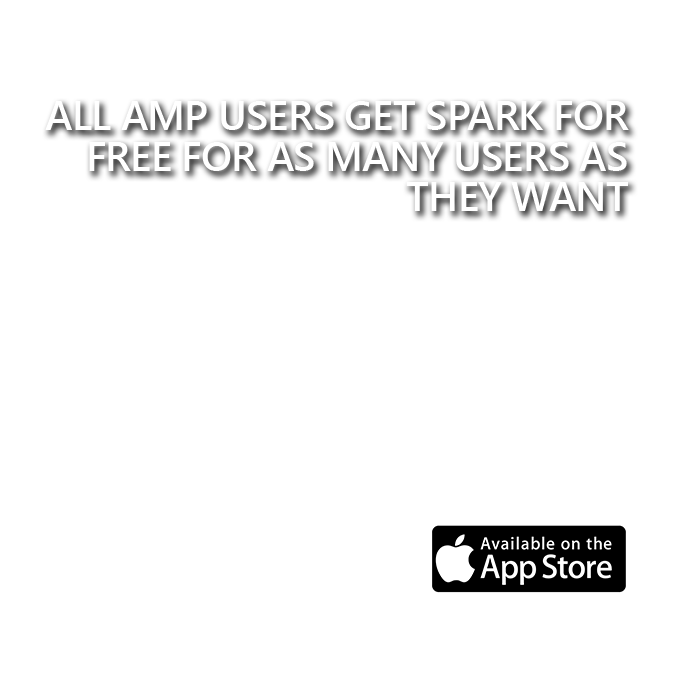 ALL AMP USERS GET SPARK FOR
FREE FOR AS MANY USERS AS
THEY WANT
Available on the
App Store